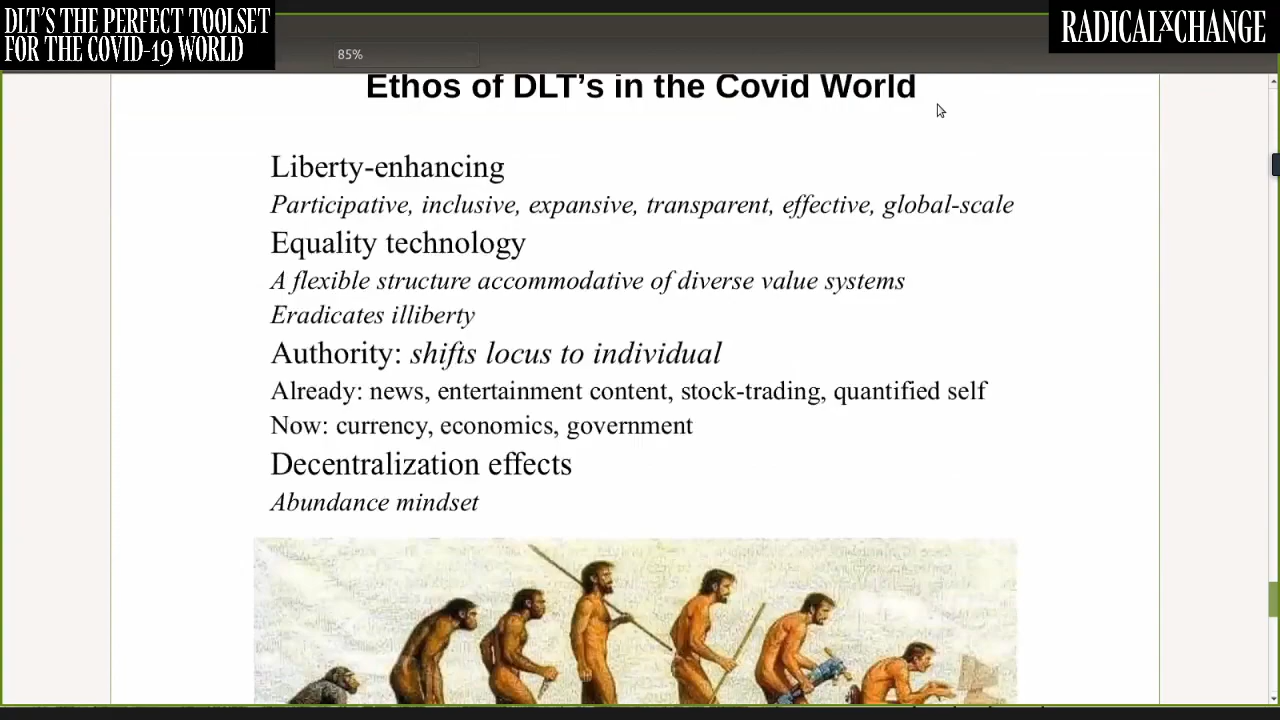 DLT'S THE PERFECT TOOLSET
FOR THE COVID-19 WORLD
RADICALXCHANGE
85%
Ethos of DLT's in the Covid World
Liberty-enhancing
Participative, inclusive, expansive, transparent, effective, global-scale
Equality technology
A flexible structure accommodative of diverse value systems
Eradicates illiberty
Authority: shifts locus to individual
Already: news, entertainment content, stock-trading, quantified self
Now: currency, economics, government
Decentralization effects
Abundance mindset